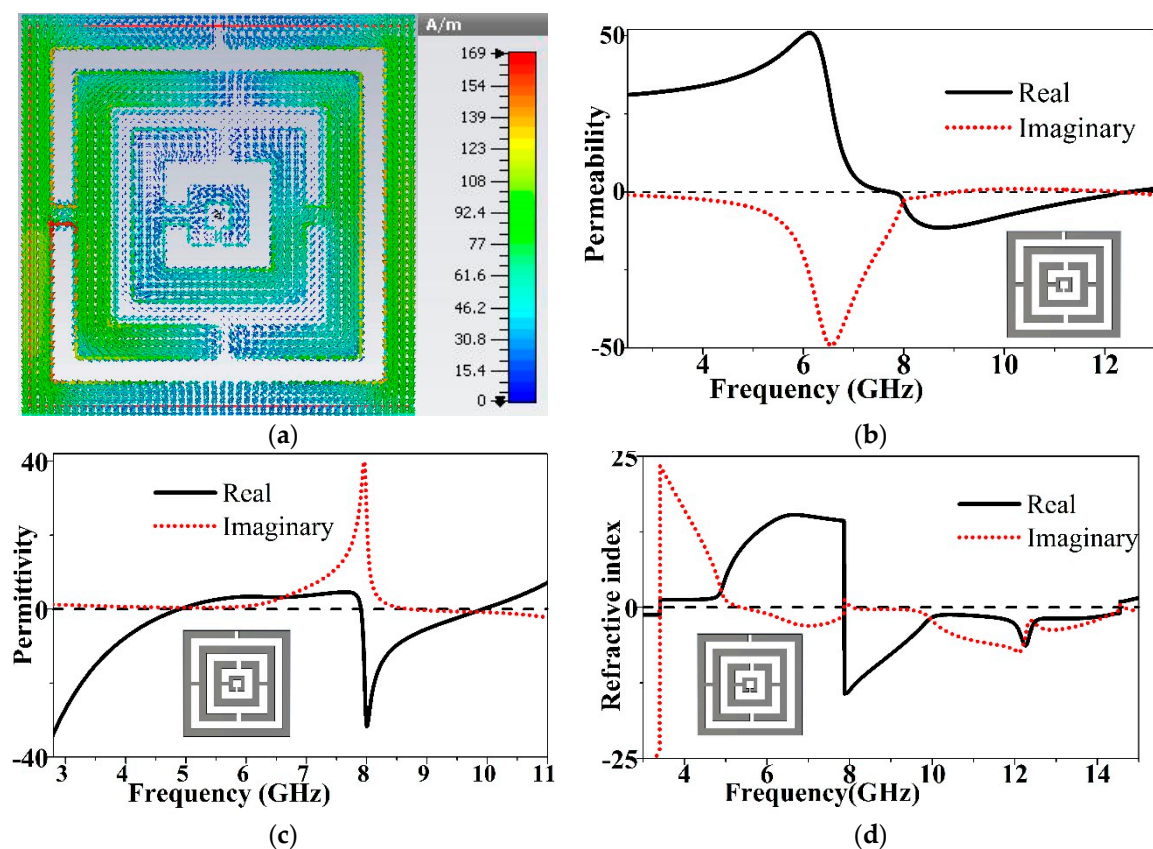 A/m
169
154
139
123
108
92.4
77
61.6
46.2
30.8
15.4
0
(a)
50
Real
Imaginary
Permeability
0
-50
4
6
8
10
12
Frequency (GHz)
(b)
40
Real
Imaginary
Permittivity
0
-40
3
4
5
6
7
8
9
10
11
Frequency (GHz)
(c)
25
Real
Imaginary
Refractive index
0
-25
4
6
8
10
12
14
Frequency(GHz)
(d)